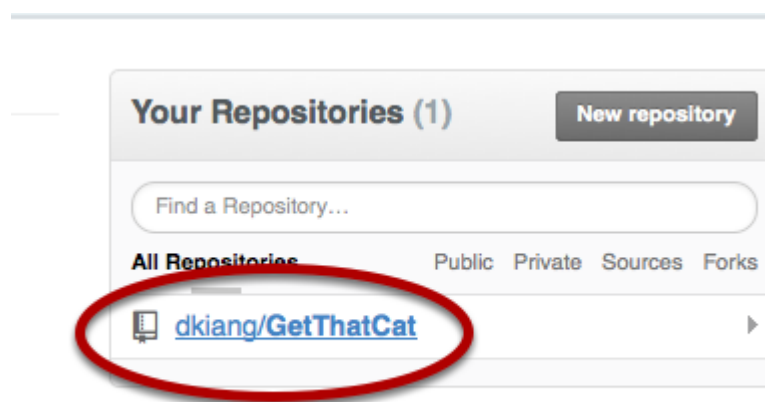 Your Repositories (1) New repository
Find a Repository...
All Repositories Public Private Sources Forks
dkiang/GetThatCat